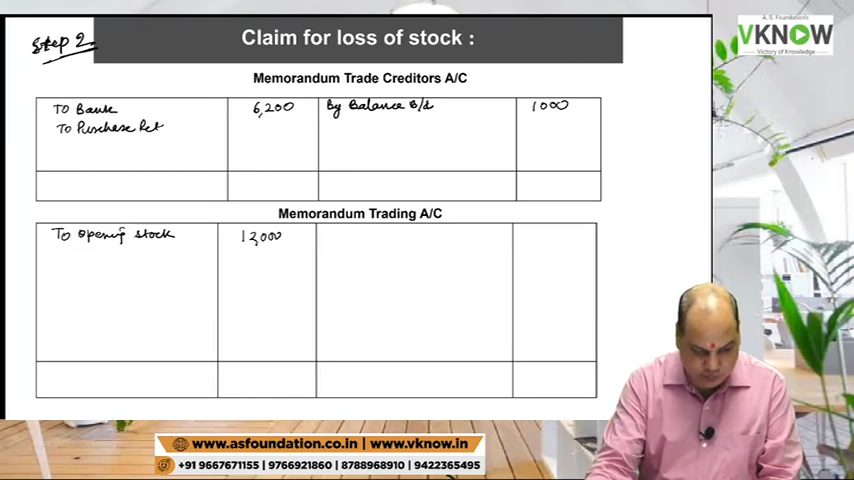 Step 2.
Claim for loss of stock :
A. S. Foundation's
VKNOW
Victory of Knowledge
Memorandum Trade Creditors A/C
To Bank 6,200 By Balance B/d 1000
To Purchase Ret
Memorandum Trading A/C
To Opening stock 12,000
www.asfoundation.co.in | www.vknow.in
+91 9667671155 | 9766921860 | 8788968910 | 9422365495